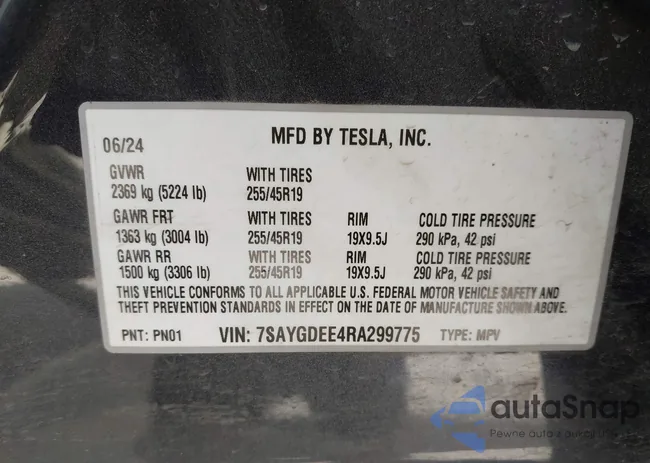 06/24
MFD BY TESLA, INC.
GVWR WITH TIRES
2369 kg (5224 lb) 255/45R19
GAWR FRT WITH TIRES RIM COLD TIRE PRESSURE
1363 kg (3004 lb) 255/45R19 19X9.5J 290 kPa, 42 psi
GAWR RR WITH TIRES RIM COLD TIRE PRESSURE
1500 kg (3306 lb) 255/45R19 19X9.5J 290 kPa, 42 psi
THIS VEHICLE CONFORMS TO ALL APPLICABLE U.S. FEDERAL MOTOR VEHICLE SAFETY AND
THEFT PREVENTION STANDARDS IN EFFECT ON THE DATE OF MANUFACTURE SHOWN ABOVE.
PNT: PN01 VIN: 7SAYGDEE4RA299775 TYPE: MPV
autaSnap
Pewne auta z aukcji